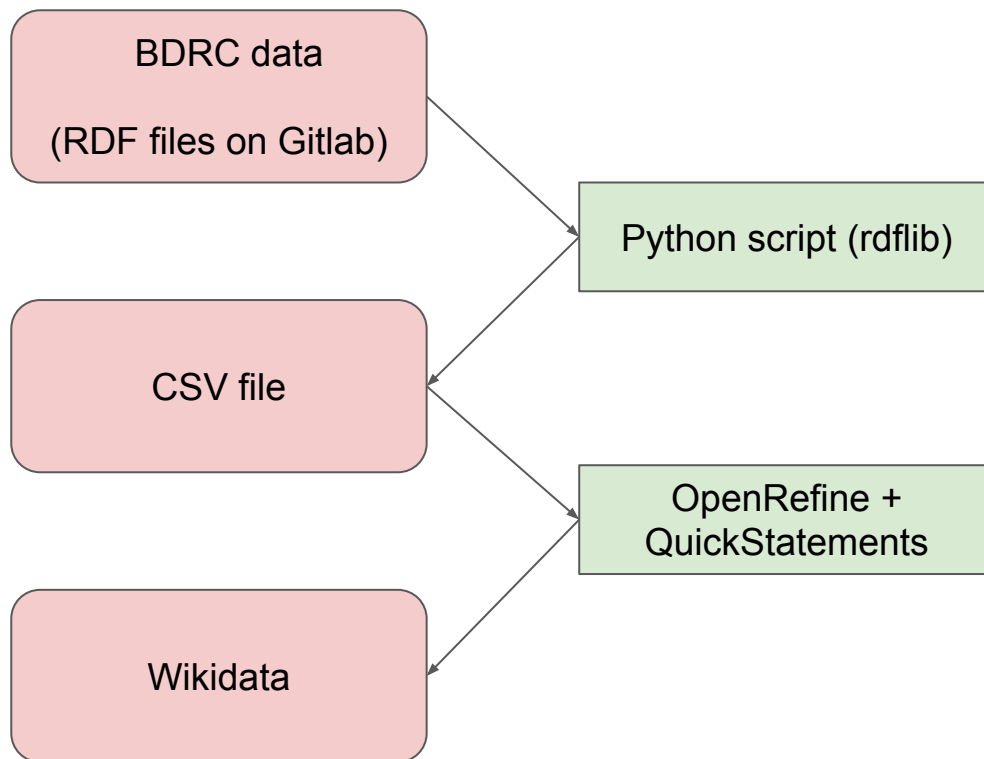 BDRC data
(RDF files on Gitlab)
Python script (rdflib)
CSV file
OpenRefine +
QuickStatements
Wikidata